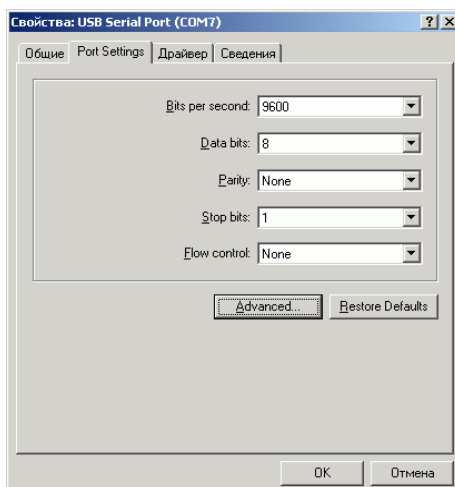 Свойства: USB Serial Port (COM7)
Общие Port Settings Драйвер Сведения
Bits per second: 9600
Data bits: 8
Parity: None
Stop bits: 1
Flow control: None
Advanced... Restore Defaults
OK Отмена